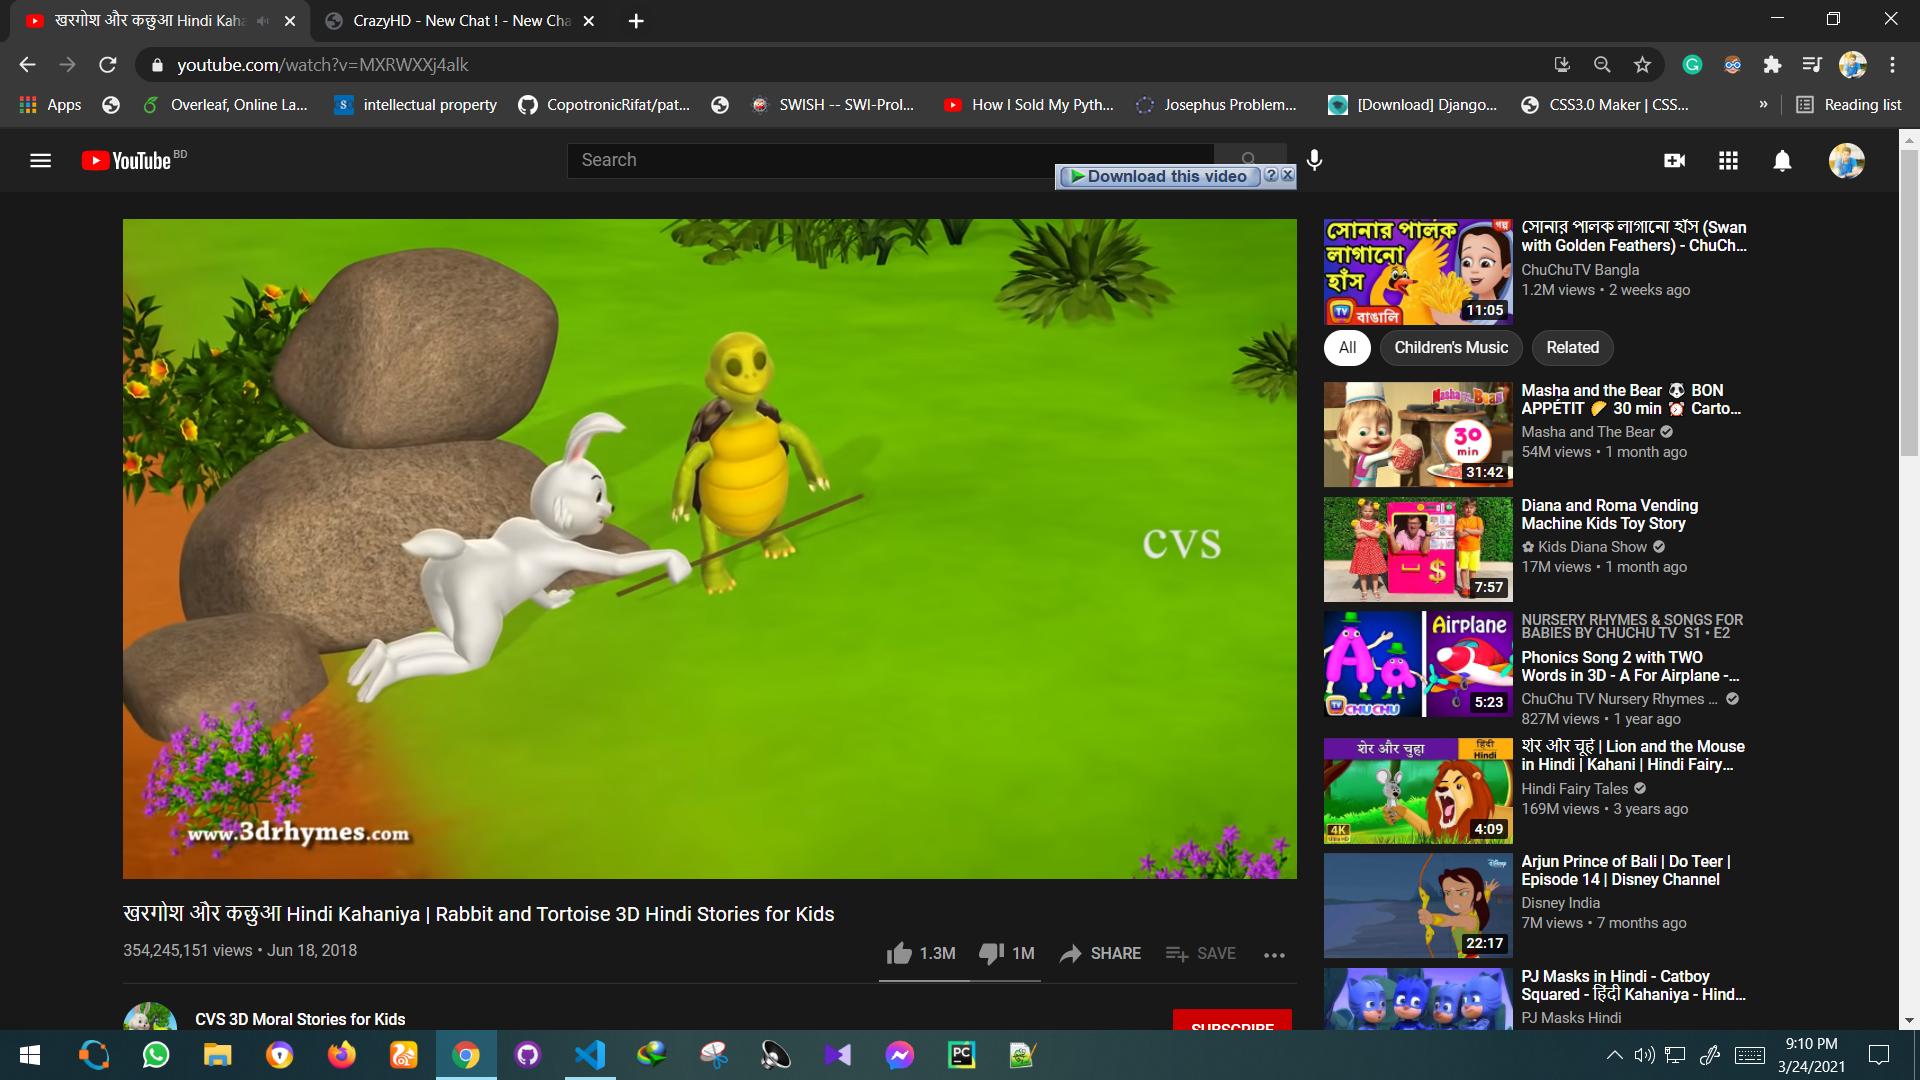 खरगोश और कछुआ Hindi Kaha
CrazyHD - New Chat ! - New Cha
youtube.com/watch?v=MXRWXXj4alk
Apps
Overleaf, Online La...
intellectual property
CopotronicRifat/pat...
SWISH -- SWI-Prol...
How I Sold My Pyth...
Josephus Problem...
[Download] Django...
CSS3.0 Maker | CSS...
»
Reading list
YouTube BD
Search
Download this video
CVS
www.3drhymes.com
खरगोश और कछुआ Hindi Kahaniya | Rabbit and Tortoise 3D Hindi Stories for Kids
354,245,151 views • Jun 18, 2018
1.3M
1M
SHARE
SAVE
CVS 3D Moral Stories for Kids
SUBSCRIBE
সোনার পালক
লাগানো
হাঁস
গল্প
TV বাঙালি
11:05
সোনার পালক লাগানো হাঁস (Swan
with Golden Feathers) - ChuCh...
ChuChuTV Bangla
1.2M views • 2 weeks ago
All
Children's Music
Related
Masha and the Bear
30
min
31:42
Masha and the Bear 🐼 BON
APPÉTIT 🌮 30 min ⏰ Carto...
Masha and The Bear
54M views • 1 month ago
$
7:57
Diana and Roma Vending
Machine Kids Toy Story
✿ Kids Diana Show
17M views • 1 month ago
A a
Airplane
TV CHUCHU
5:23
NURSERY RHYMES & SONGS FOR
BABIES BY CHUCHU TV S1 • E2
Phonics Song 2 with TWO
Words in 3D - A For Airplane -...
ChuChu TV Nursery Rhymes ...
827M views • 1 year ago
शेर और चूहा
हिंदी
Hindi
4K
4:09
शेर और चूहे | Lion and the Mouse
in Hindi | Kahani | Hindi Fairy...
Hindi Fairy Tales
169M views • 3 years ago
Disney
22:17
Arjun Prince of Bali | Do Teer |
Episode 14 | Disney Channel
Disney India
7M views • 7 months ago
PJ Masks in Hindi - Catboy
Squared - हिंदी Kahaniya - Hind...
PJ Masks Hindi
PC
9:10 PM
3/24/2021